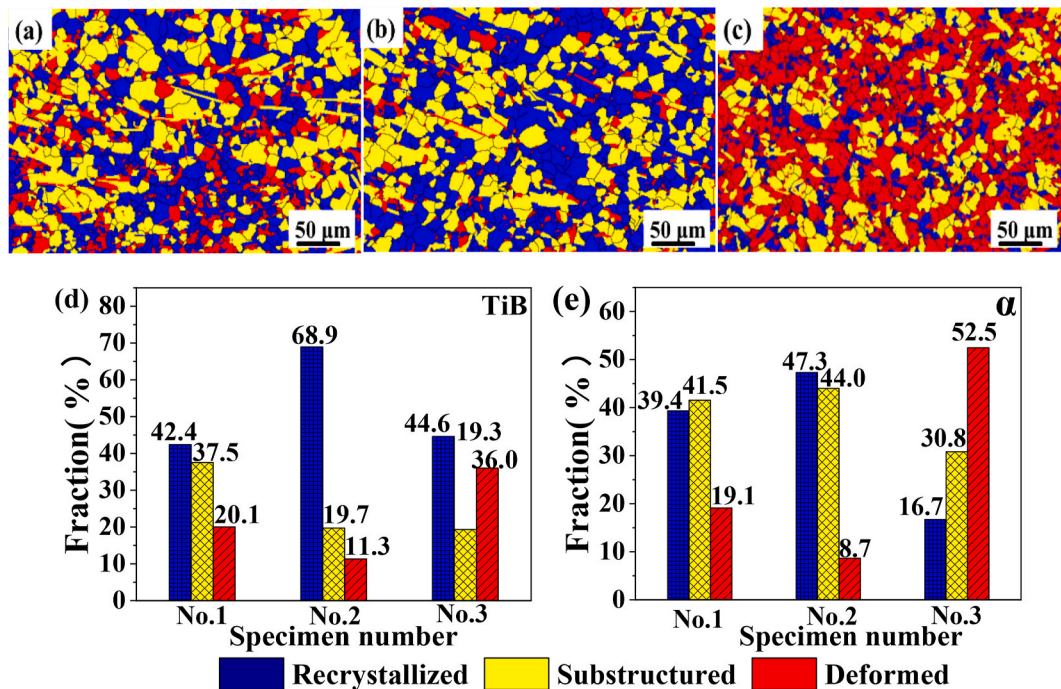 (a)
(b)
(c)
50 μm
50 μm
50 μm
(d)
TiB
Fraction( % )
80
70
60
50
40
30
20
10
0
42.4
37.5
20.1
68.9
19.7
11.3
44.6
19.3
36.0
No.1
No.2
No.3
Specimen number
(e)
α
Fraction( % )
60
50
40
30
20
10
0
39.4
41.5
19.1
47.3
44.0
8.7
16.7
30.8
52.5
No.1
No.2
No.3
Specimen number
Recrystallized
Substructured
Deformed